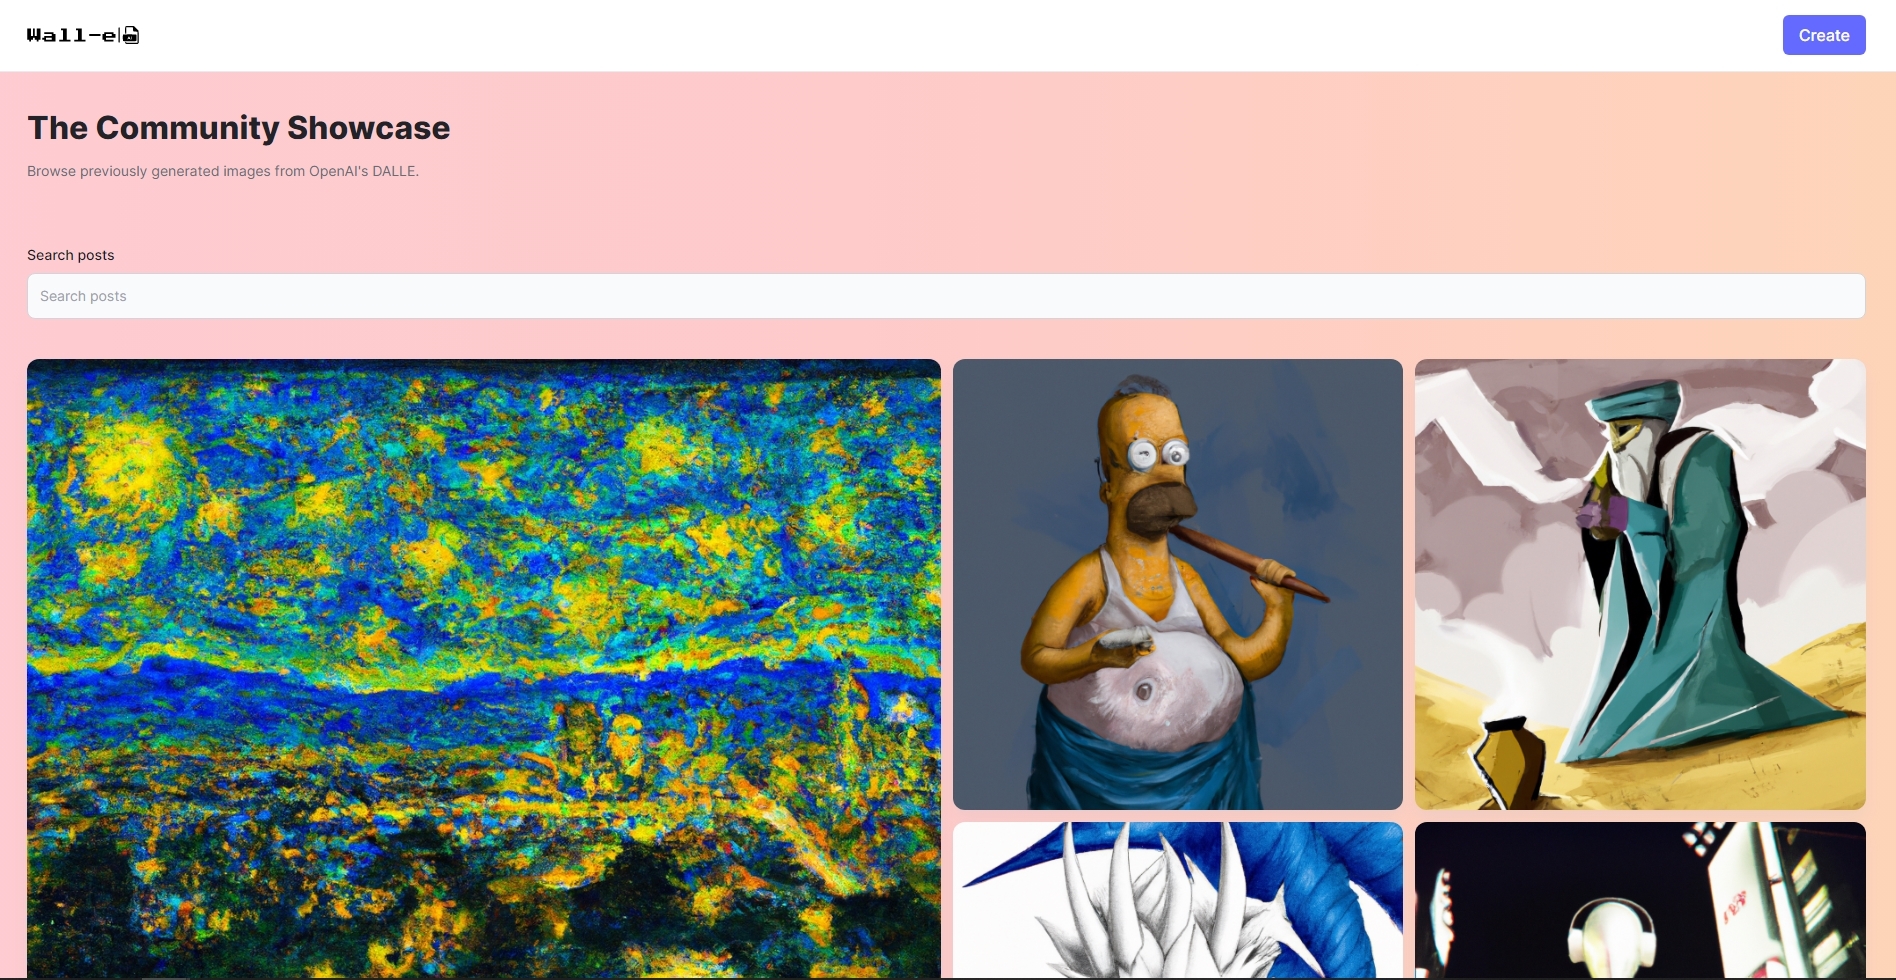 Wall-e
Create
The Community Showcase
Browse previously generated images from OpenAI's DALLE.
Search posts
Search posts